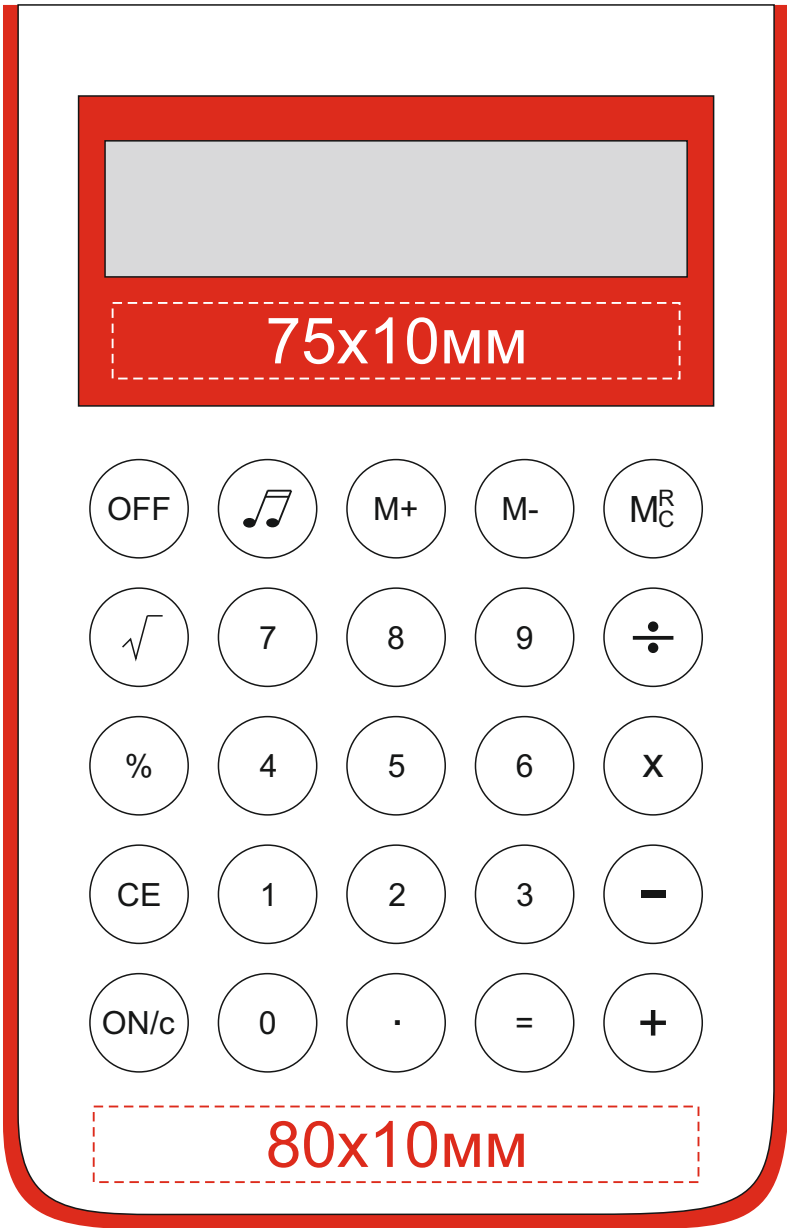 75x10мм
OFF ♫ M+ M- MRC
√ 7 8 9 ÷
% 4 5 6 x
CE 1 2 3 -
ON/c 0 . = +
80x10мм